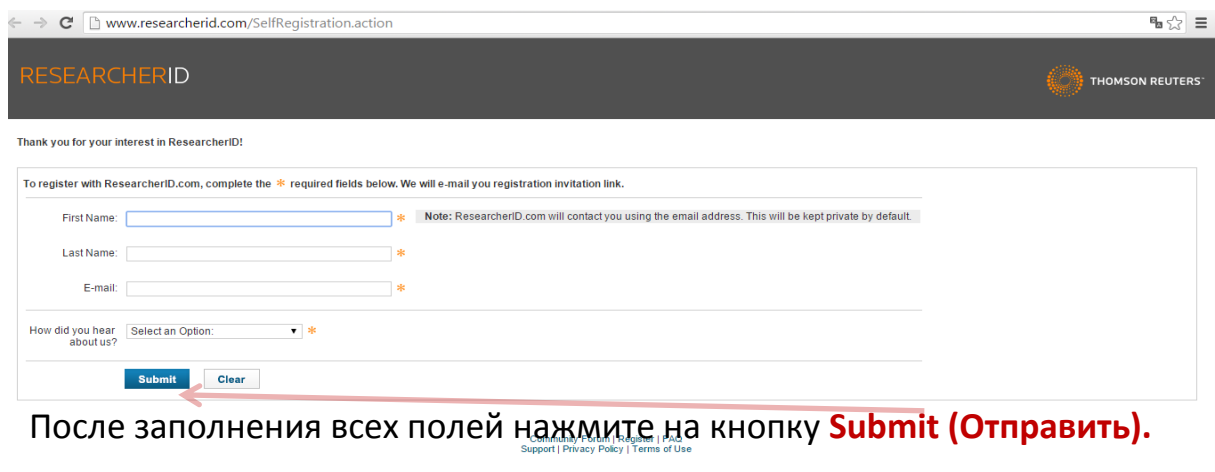 www.researcherid.com/SelfRegistration.action
RESEARCHERID
THOMSON REUTERS
Thank you for your interest in ResearcherID!
To register with ResearcherID.com, complete the * required fields below. We will e-mail you registration invitation link.
First Name: * Note: ResearcherID.com will contact you using the email address. This will be kept private by default.
Last Name: *
E-mail: *
How did you hear about us? Select an Option: *
Submit Clear
После заполнения всех полей нажмите на кнопку Submit (Отправить).
Community Forum | Register | FAQ
Support | Privacy Policy | Terms of Use